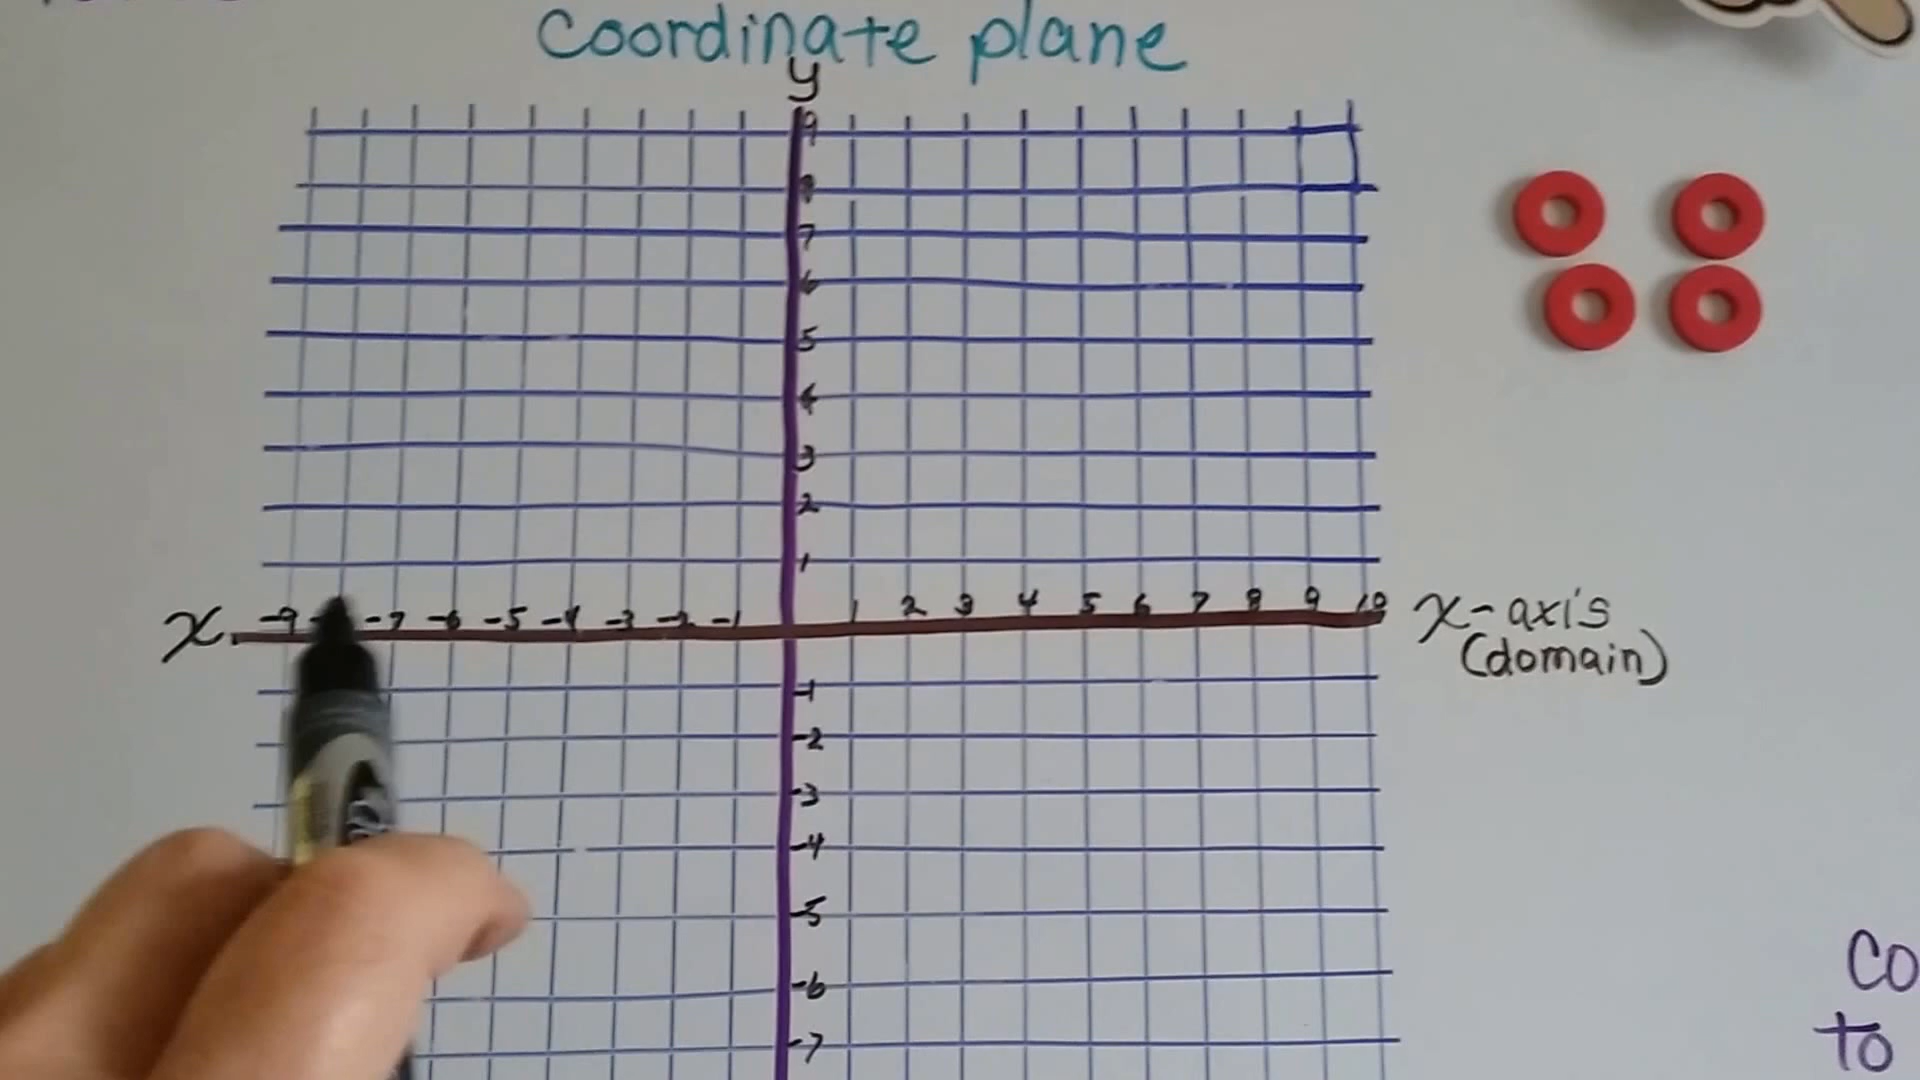 Coordinate plane
y
9
8
7
6
5
4
3
2
1
x -9 -7 -6 -5 -4 -3 -2 -1 1 2 3 4 5 6 7 8 9 10 x-axis
(domain)
-1
-2
-3
-4
-5
-6
-7
CO
to